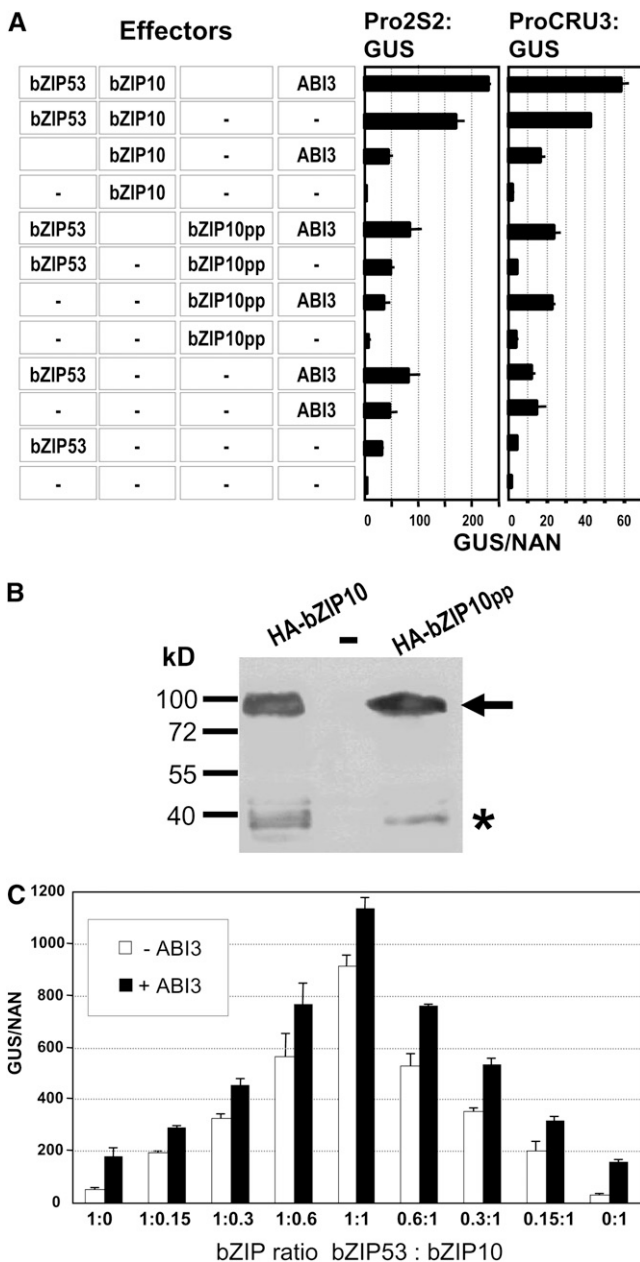 A
Effectors
Pro2S2: GUS
ProCRU3: GUS
bZIP53 bZIP10 ABI3
bZIP53 bZIP10 - -
bZIP10 - ABI3
- bZIP10 - -
bZIP53 bZIP10pp ABI3
bZIP53 - bZIP10pp -
- - bZIP10pp ABI3
- - bZIP10pp -
bZIP53 - - ABI3
- - - ABI3
bZIP53 - - -
- - - -
0 100 200 0 20 40 60
GUS/NAN
B
kD
HA-bZIP10
-
HA-bZIP10pp
100
72
55
40
*
C
1200
1000
800
600
400
200
0
GUS/NAN
- ABI3
+ ABI3
1:0 1:0.15 1:0.3 1:0.6 1:1 0.6:1 0.3:1 0.15:1 0:1
bZIP ratio bZIP53 : bZIP10